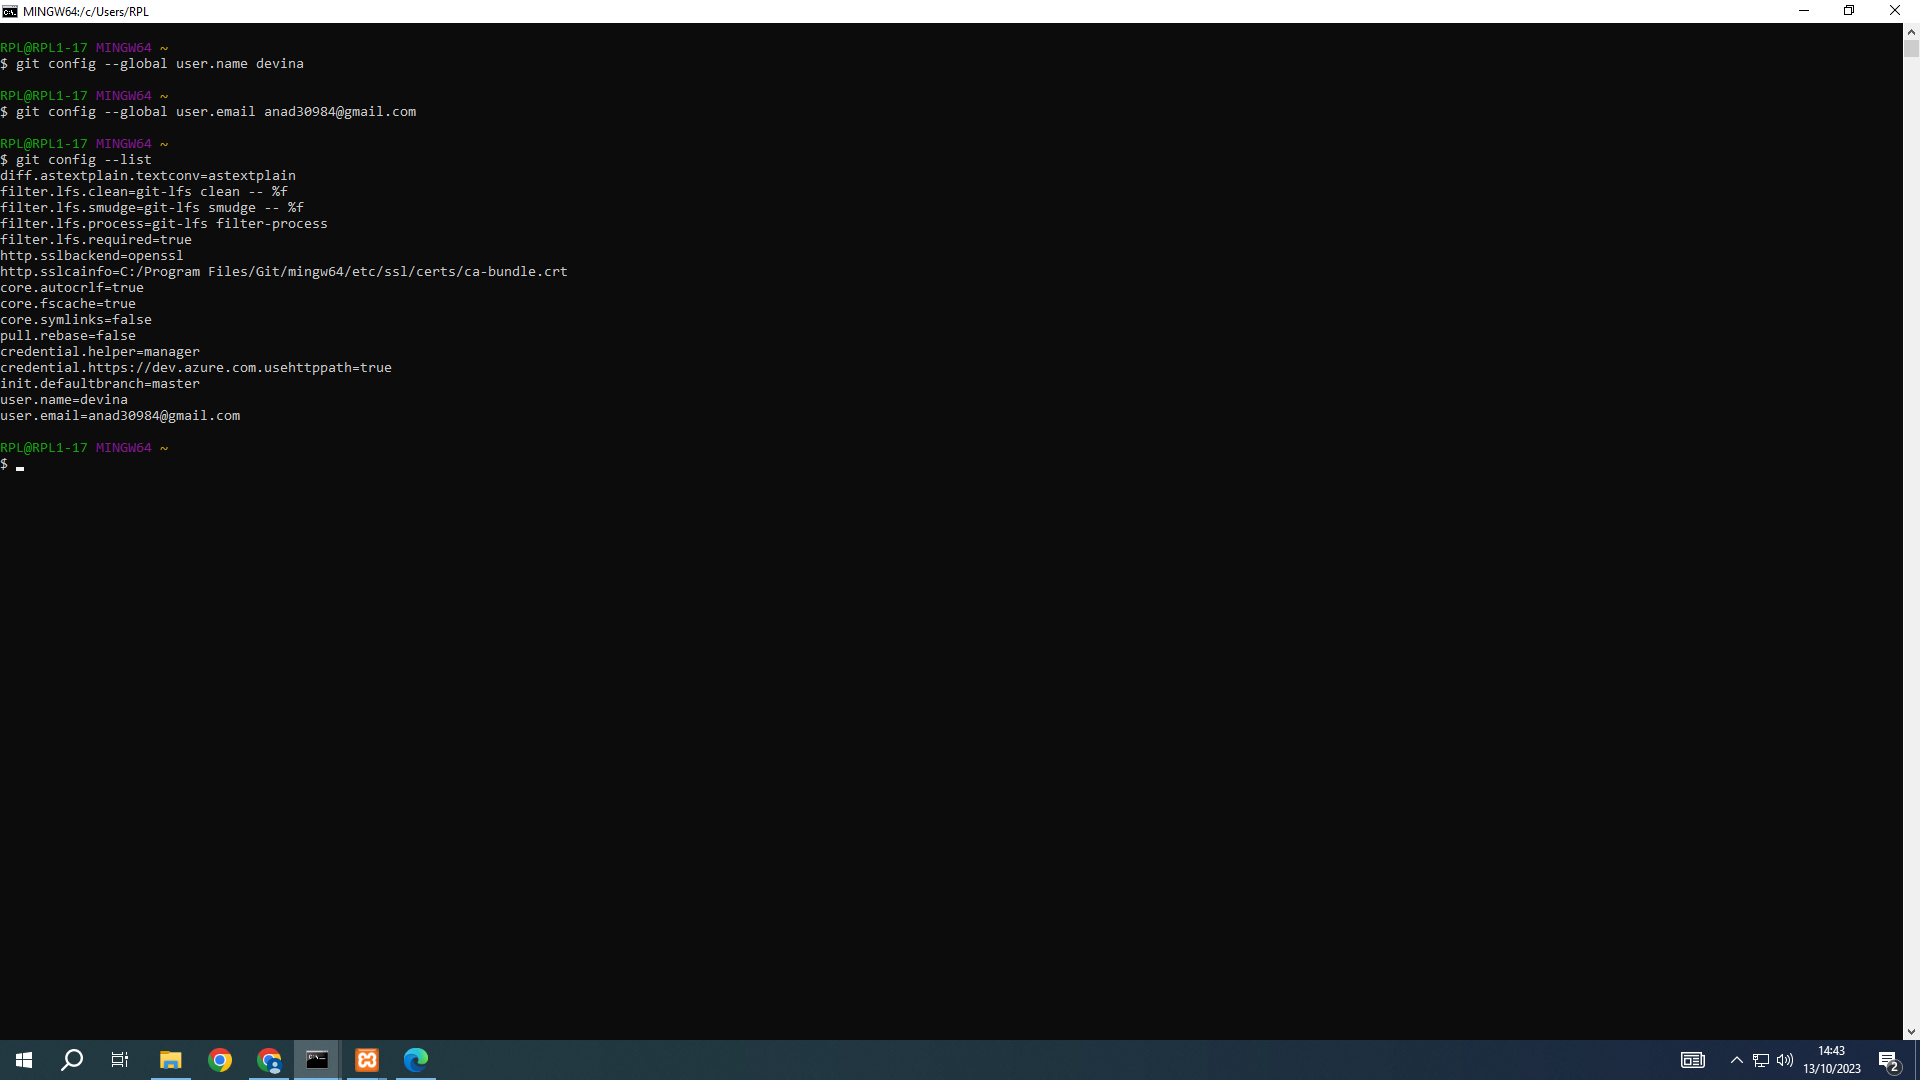 MINGW64:/c/Users/RPL
RPL@RPL1-17 MINGW64 ~
$ git config --global user.name devina
RPL@RPL1-17 MINGW64 ~
$ git config --global user.email anad30984@gmail.com
RPL@RPL1-17 MINGW64 ~
$ git config --list
diff.astextplain.textconv=astextplain
filter.lfs.clean=git-lfs clean -- %f
filter.lfs.smudge=git-lfs smudge -- %f
filter.lfs.process=git-lfs filter-process
filter.lfs.required=true
http.sslbackend=openssl
http.sslcainfo=C:/Program Files/Git/mingw64/etc/ssl/certs/ca-bundle.crt
core.autocrlf=true
core.fscache=true
core.symlinks=false
pull.rebase=false
credential.helper=manager
credential.https://dev.azure.com.usehttppath=true
init.defaultbranch=master
user.name=devina
user.email=anad30984@gmail.com
RPL@RPL1-17 MINGW64 ~
$
14:43
13/10/2023
2